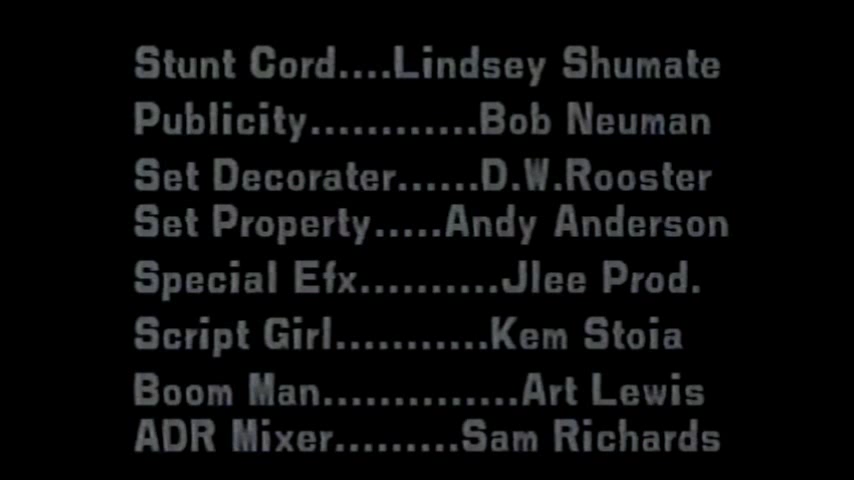 Stunt Cord....Lindsey Shumate
Publicity............Bob Neuman
Set Decorater......D.W.Rooster
Set Property.....Andy Anderson
Special Efx..........Jlee Prod.
Script Girl...........Kem Stoia
Boom Man..............Art Lewis
ADR Mixer.........Sam Richards